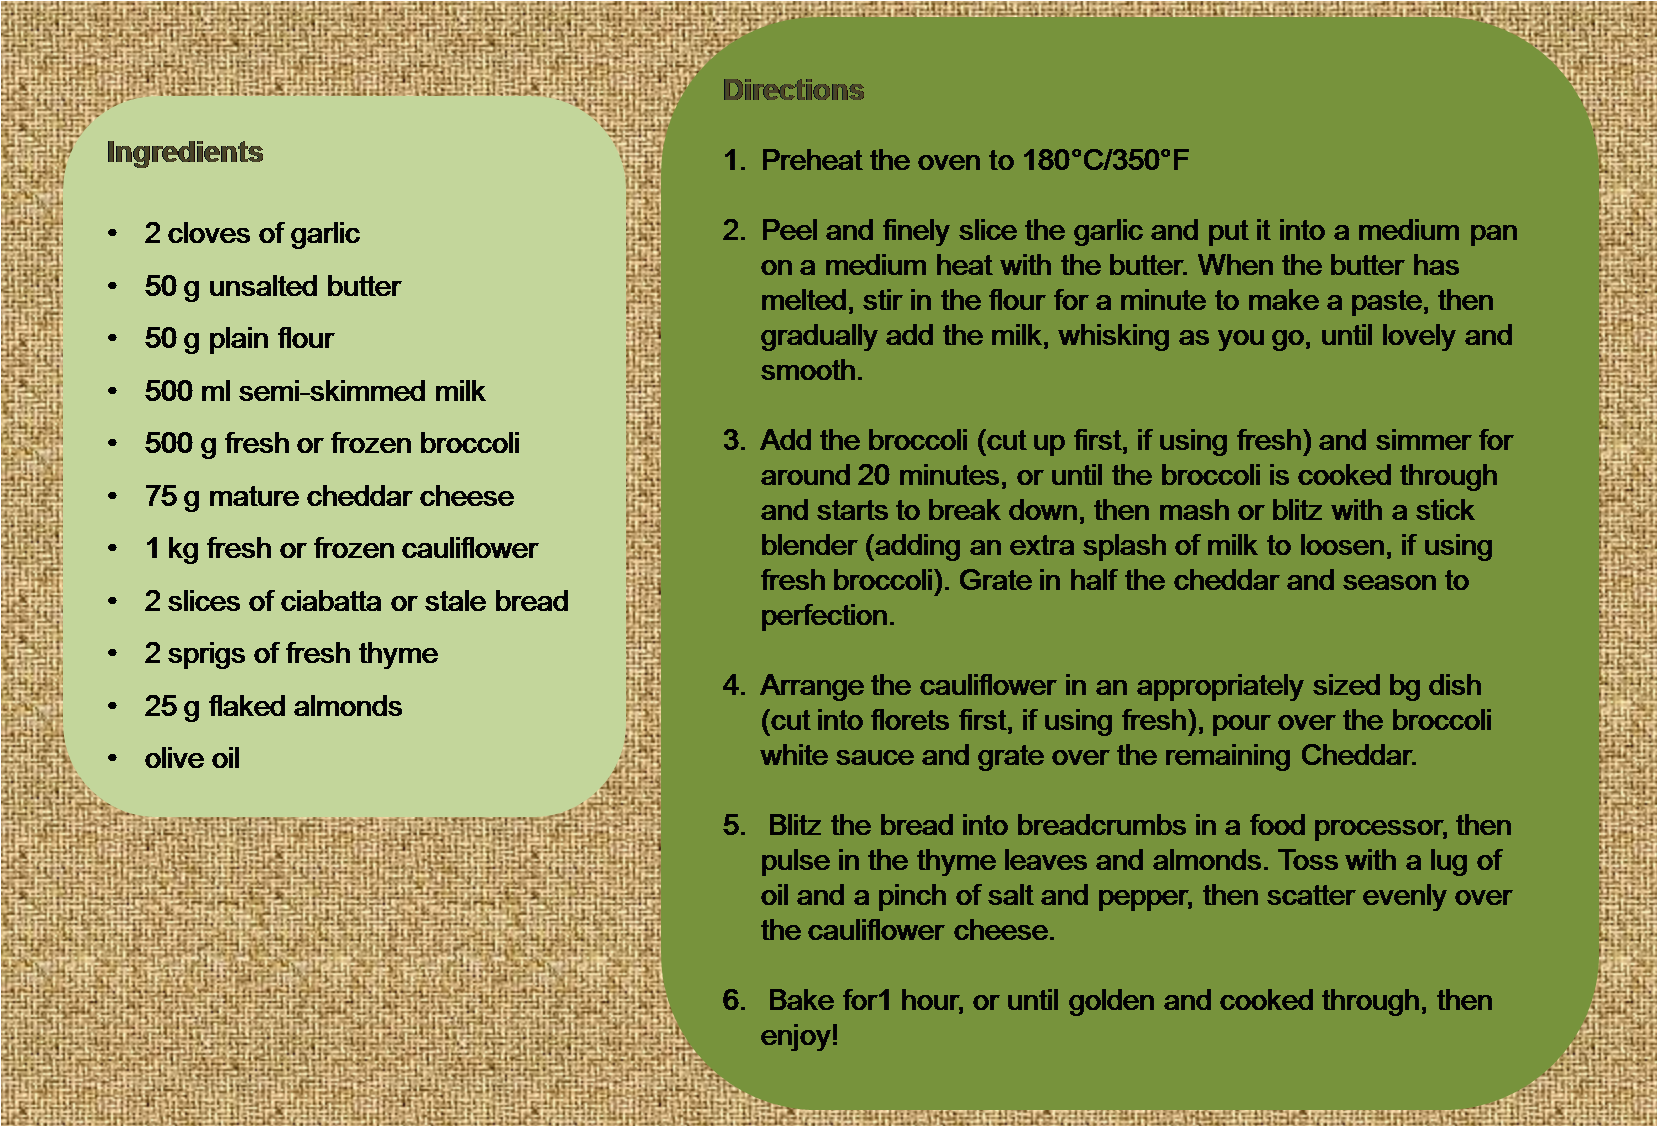 Ingredients
• 2 cloves of garlic
• 50 g unsalted butter
• 50 g plain flour
• 500 ml semi-skimmed milk
• 500 g fresh or frozen broccoli
• 75 g mature cheddar cheese
• 1 kg fresh or frozen cauliflower
• 2 slices of ciabatta or stale bread
• 2 sprigs of fresh thyme
• 25 g flaked almonds
• olive oil
Directions
1. Preheat the oven to 180°C/350°F
2. Peel and finely slice the garlic and put it into a medium pan
on a medium heat with the butter. When the butter has
melted, stir in the flour for a minute to make a paste, then
gradually add the milk, whisking as you go, until lovely and
smooth.
3. Add the broccoli (cut up first, if using fresh) and simmer for
around 20 minutes, or until the broccoli is cooked through
and starts to break down, then mash or blitz with a stick
blender (adding an extra splash of milk to loosen, if using
fresh broccoli). Grate in half the cheddar and season to
perfection.
4. Arrange the cauliflower in an appropriately sized bg dish
(cut into florets first, if using fresh), pour over the broccoli
white sauce and grate over the remaining Cheddar.
5. Blitz the bread into breadcrumbs in a food processor, then
pulse in the thyme leaves and almonds. Toss with a lug of
oil and a pinch of salt and pepper, then scatter evenly over
the cauliflower cheese.
6. Bake for1 hour, or until golden and cooked through, then
enjoy!